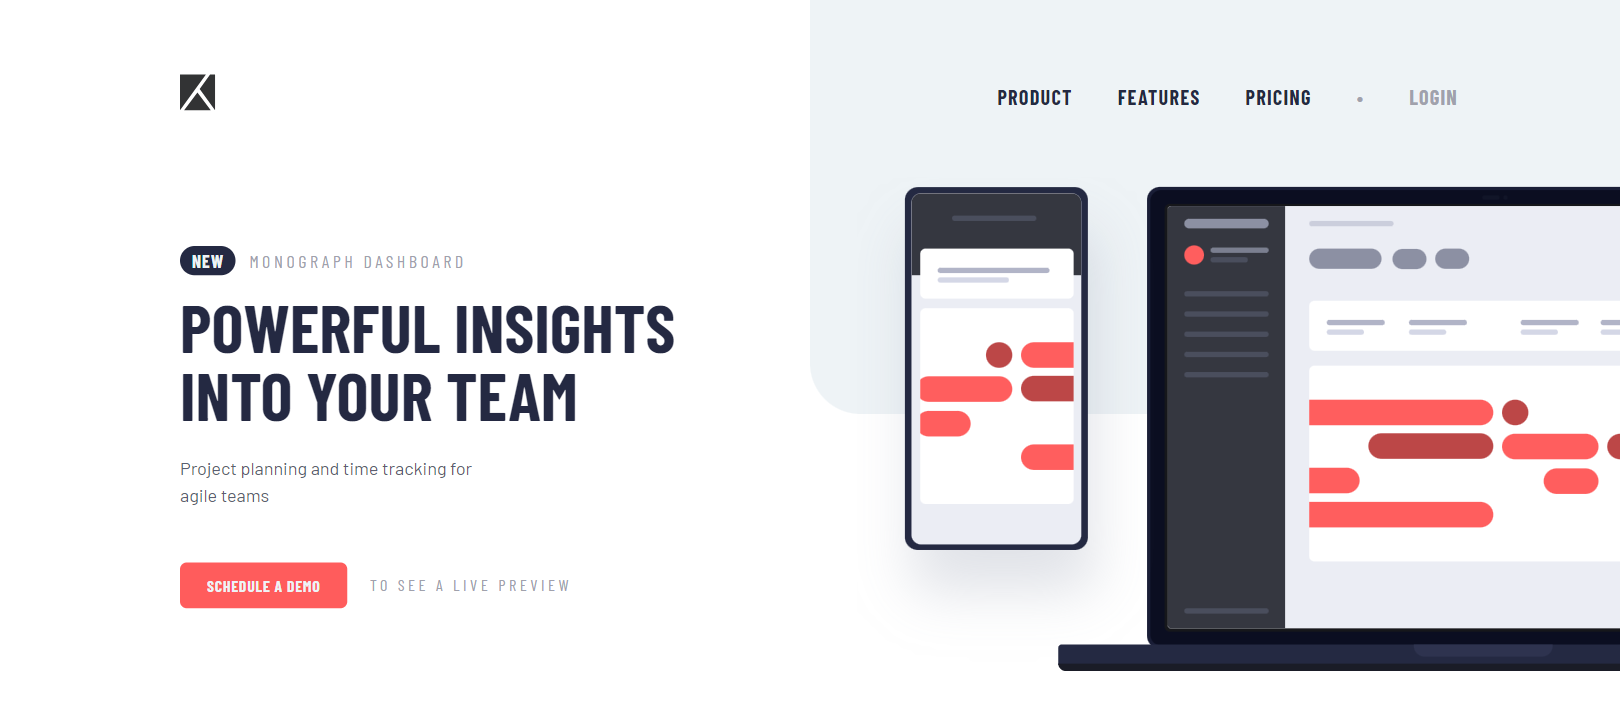 PRODUCT FEATURES PRICING • LOGIN
NEW MONOGRAPH DASHBOARD
POWERFUL INSIGHTS
INTO YOUR TEAM
Project planning and time tracking for
agile teams
SCHEDULE A DEMO TO SEE A LIVE PREVIEW